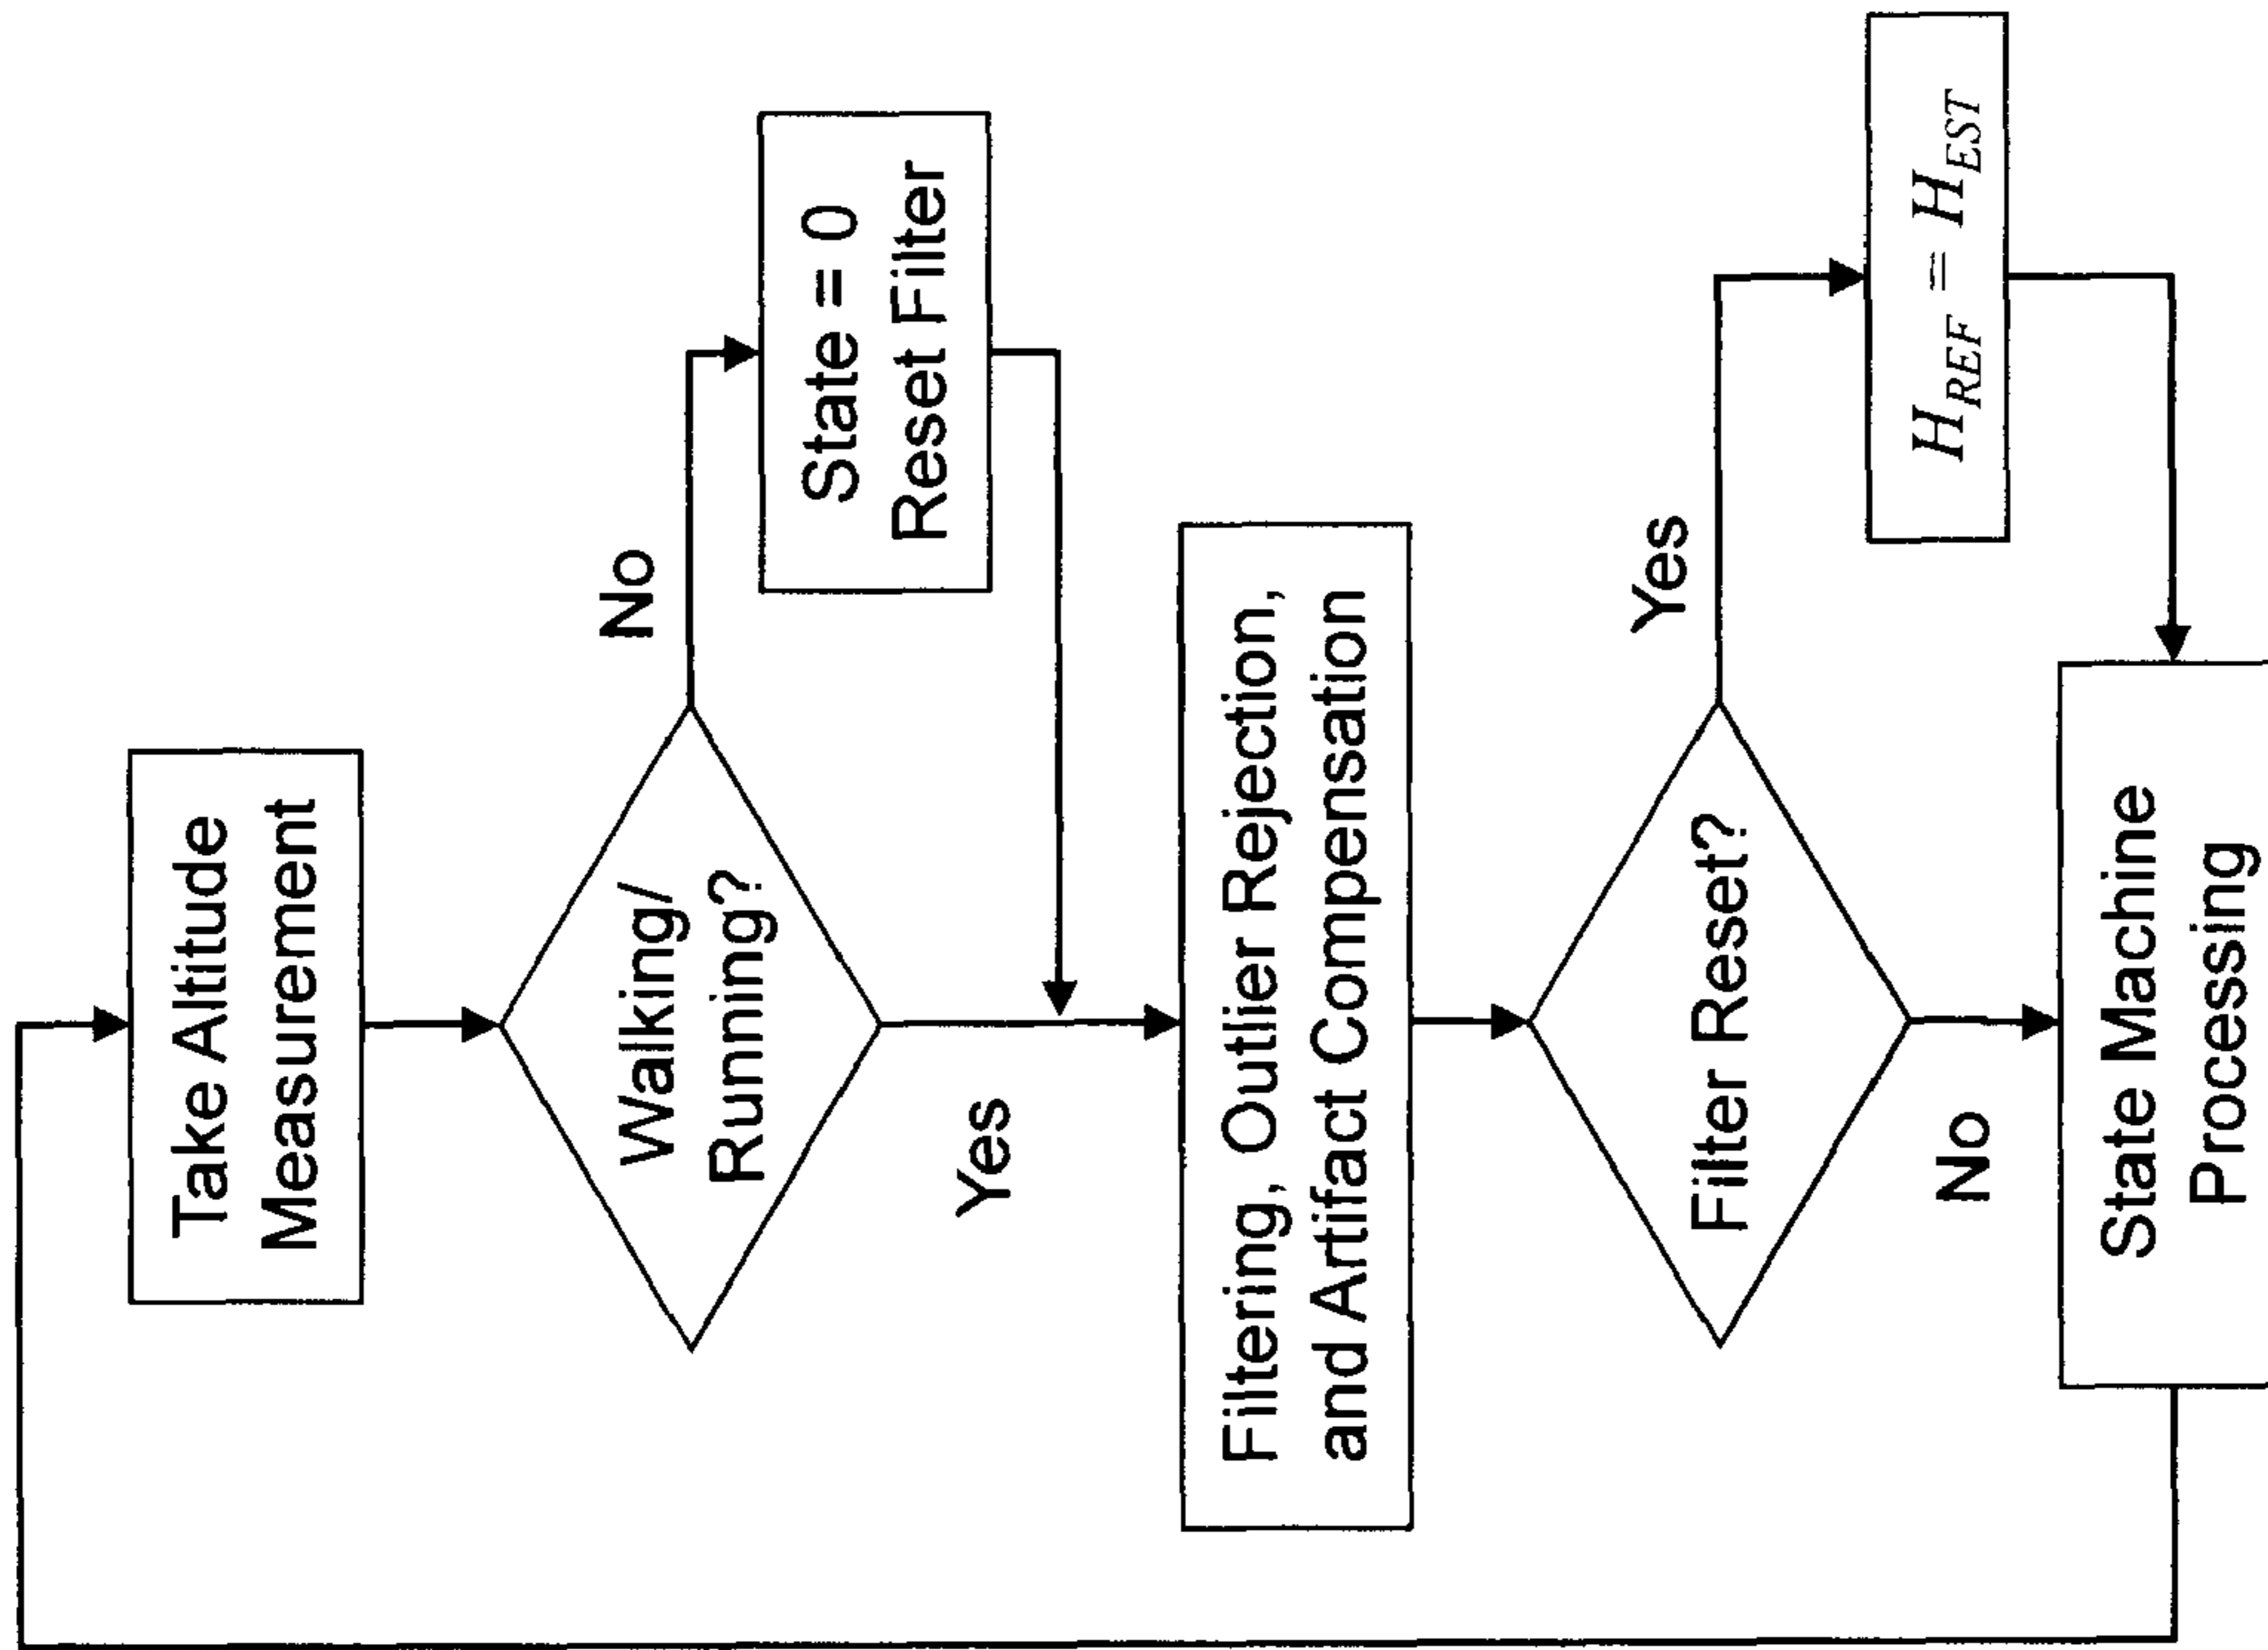 Take Altitude
Measurement
Walking/
Running?
No
State = 0
Reset Filter
Yes
Filtering, Outlier Rejection,
and Artifact Compensation
Filter Reset?
Yes
H_REF = H_EST
No
State Machine
Processing